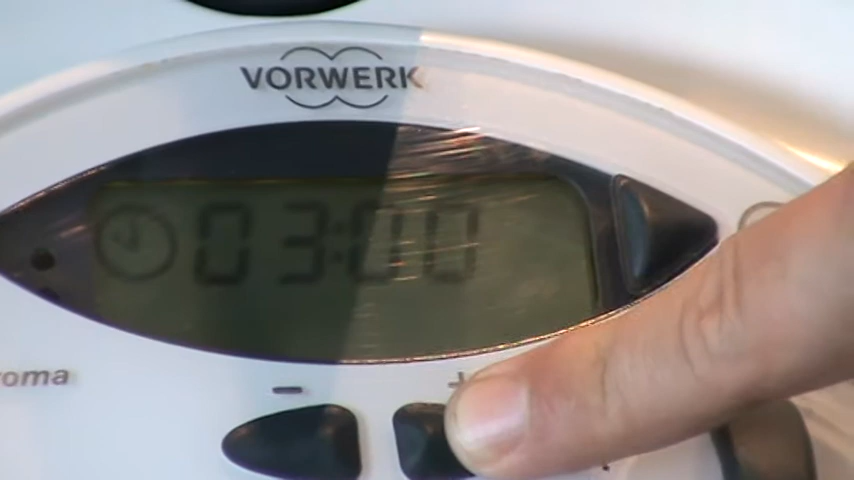 VORWERK
03:00
roma
-
+